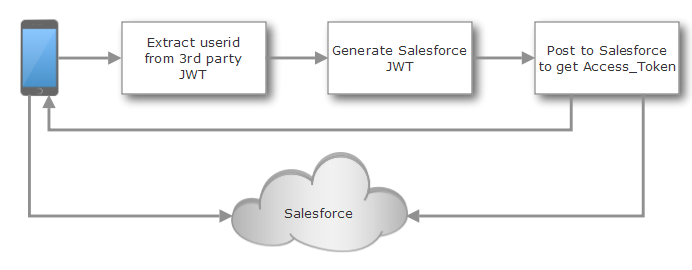 Extract userid
from 3rd party
JWT
Generate Salesforce
JWT
Post to Salesforce
to get Access_Token
Salesforce